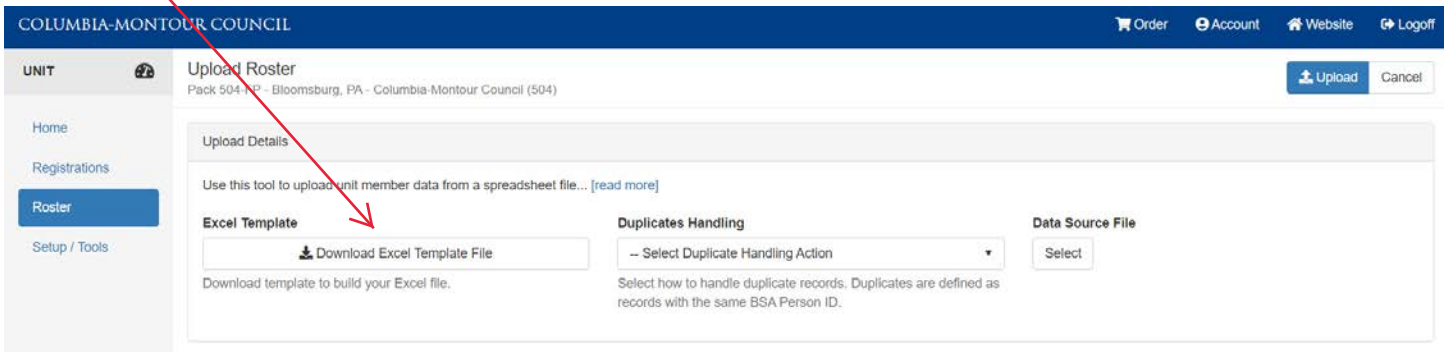 COLUMBIA-MONTOUR COUNCIL
Order Account Website Logoff
UNIT
Upload Roster
Pack 504-FP - Bloomsburg, PA - Columbia-Montour Council (504)
Upload Cancel
Home
Registrations
Roster
Setup / Tools
Upload Details
Use this tool to upload unit member data from a spreadsheet file... [read more]
Excel Template
Download Excel Template File
Download template to build your Excel file.
Duplicates Handling
-- Select Duplicate Handling Action
Select how to handle duplicate records. Duplicates are defined as
records with the same BSA Person ID.
Data Source File
Select